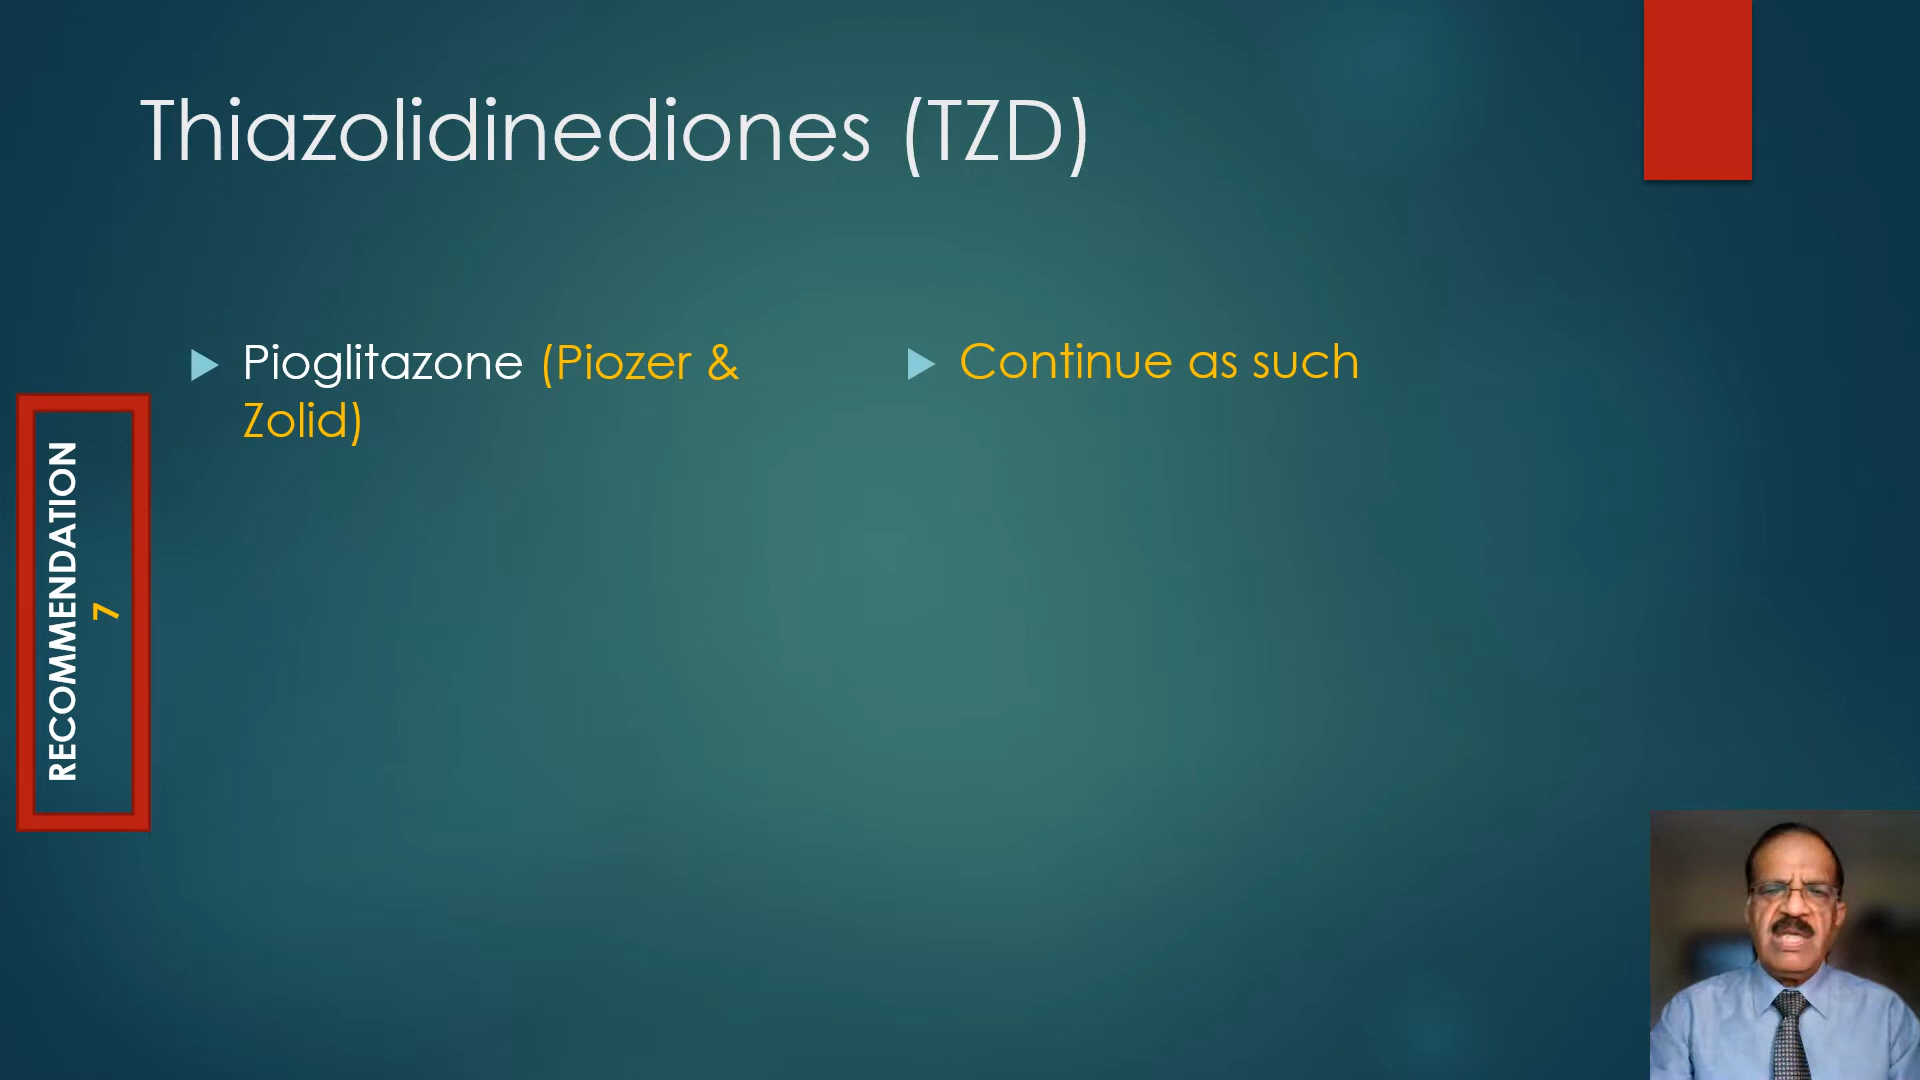 Thiazolidinediones (TZD)
Pioglitazone (Piozer &
Zolid)
Continue as such
RECOMMENDATION
7